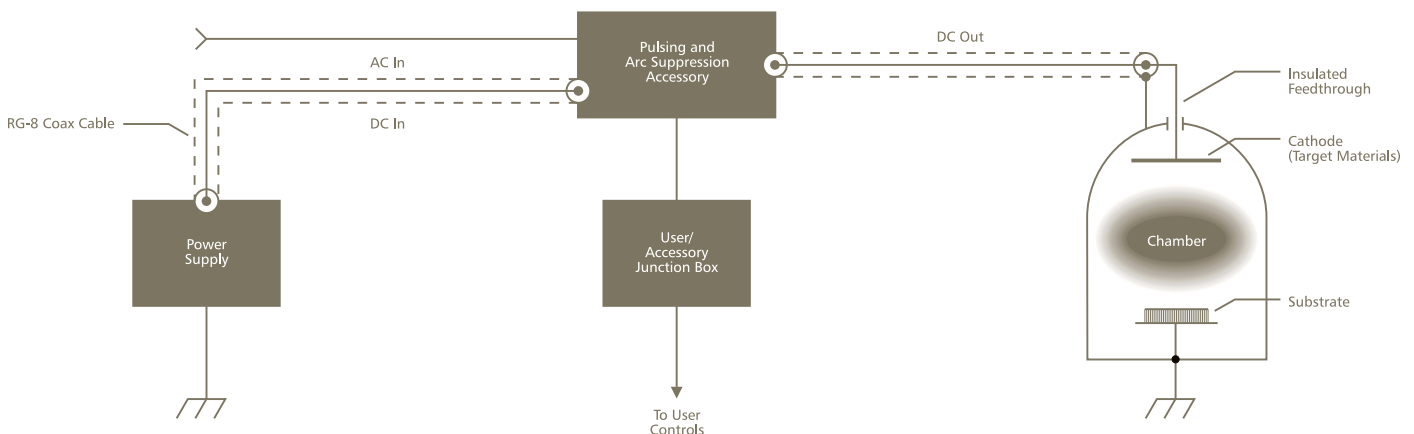 Pulsing and
Arc Suppression
Accessory
DC Out
AC In
DC In
RG-8 Coax Cable
Insulated
Feedthrough
Cathode
(Target Materials)
Power
Supply
User/
Accessory
Junction Box
Chamber
Substrate
To User
Controls